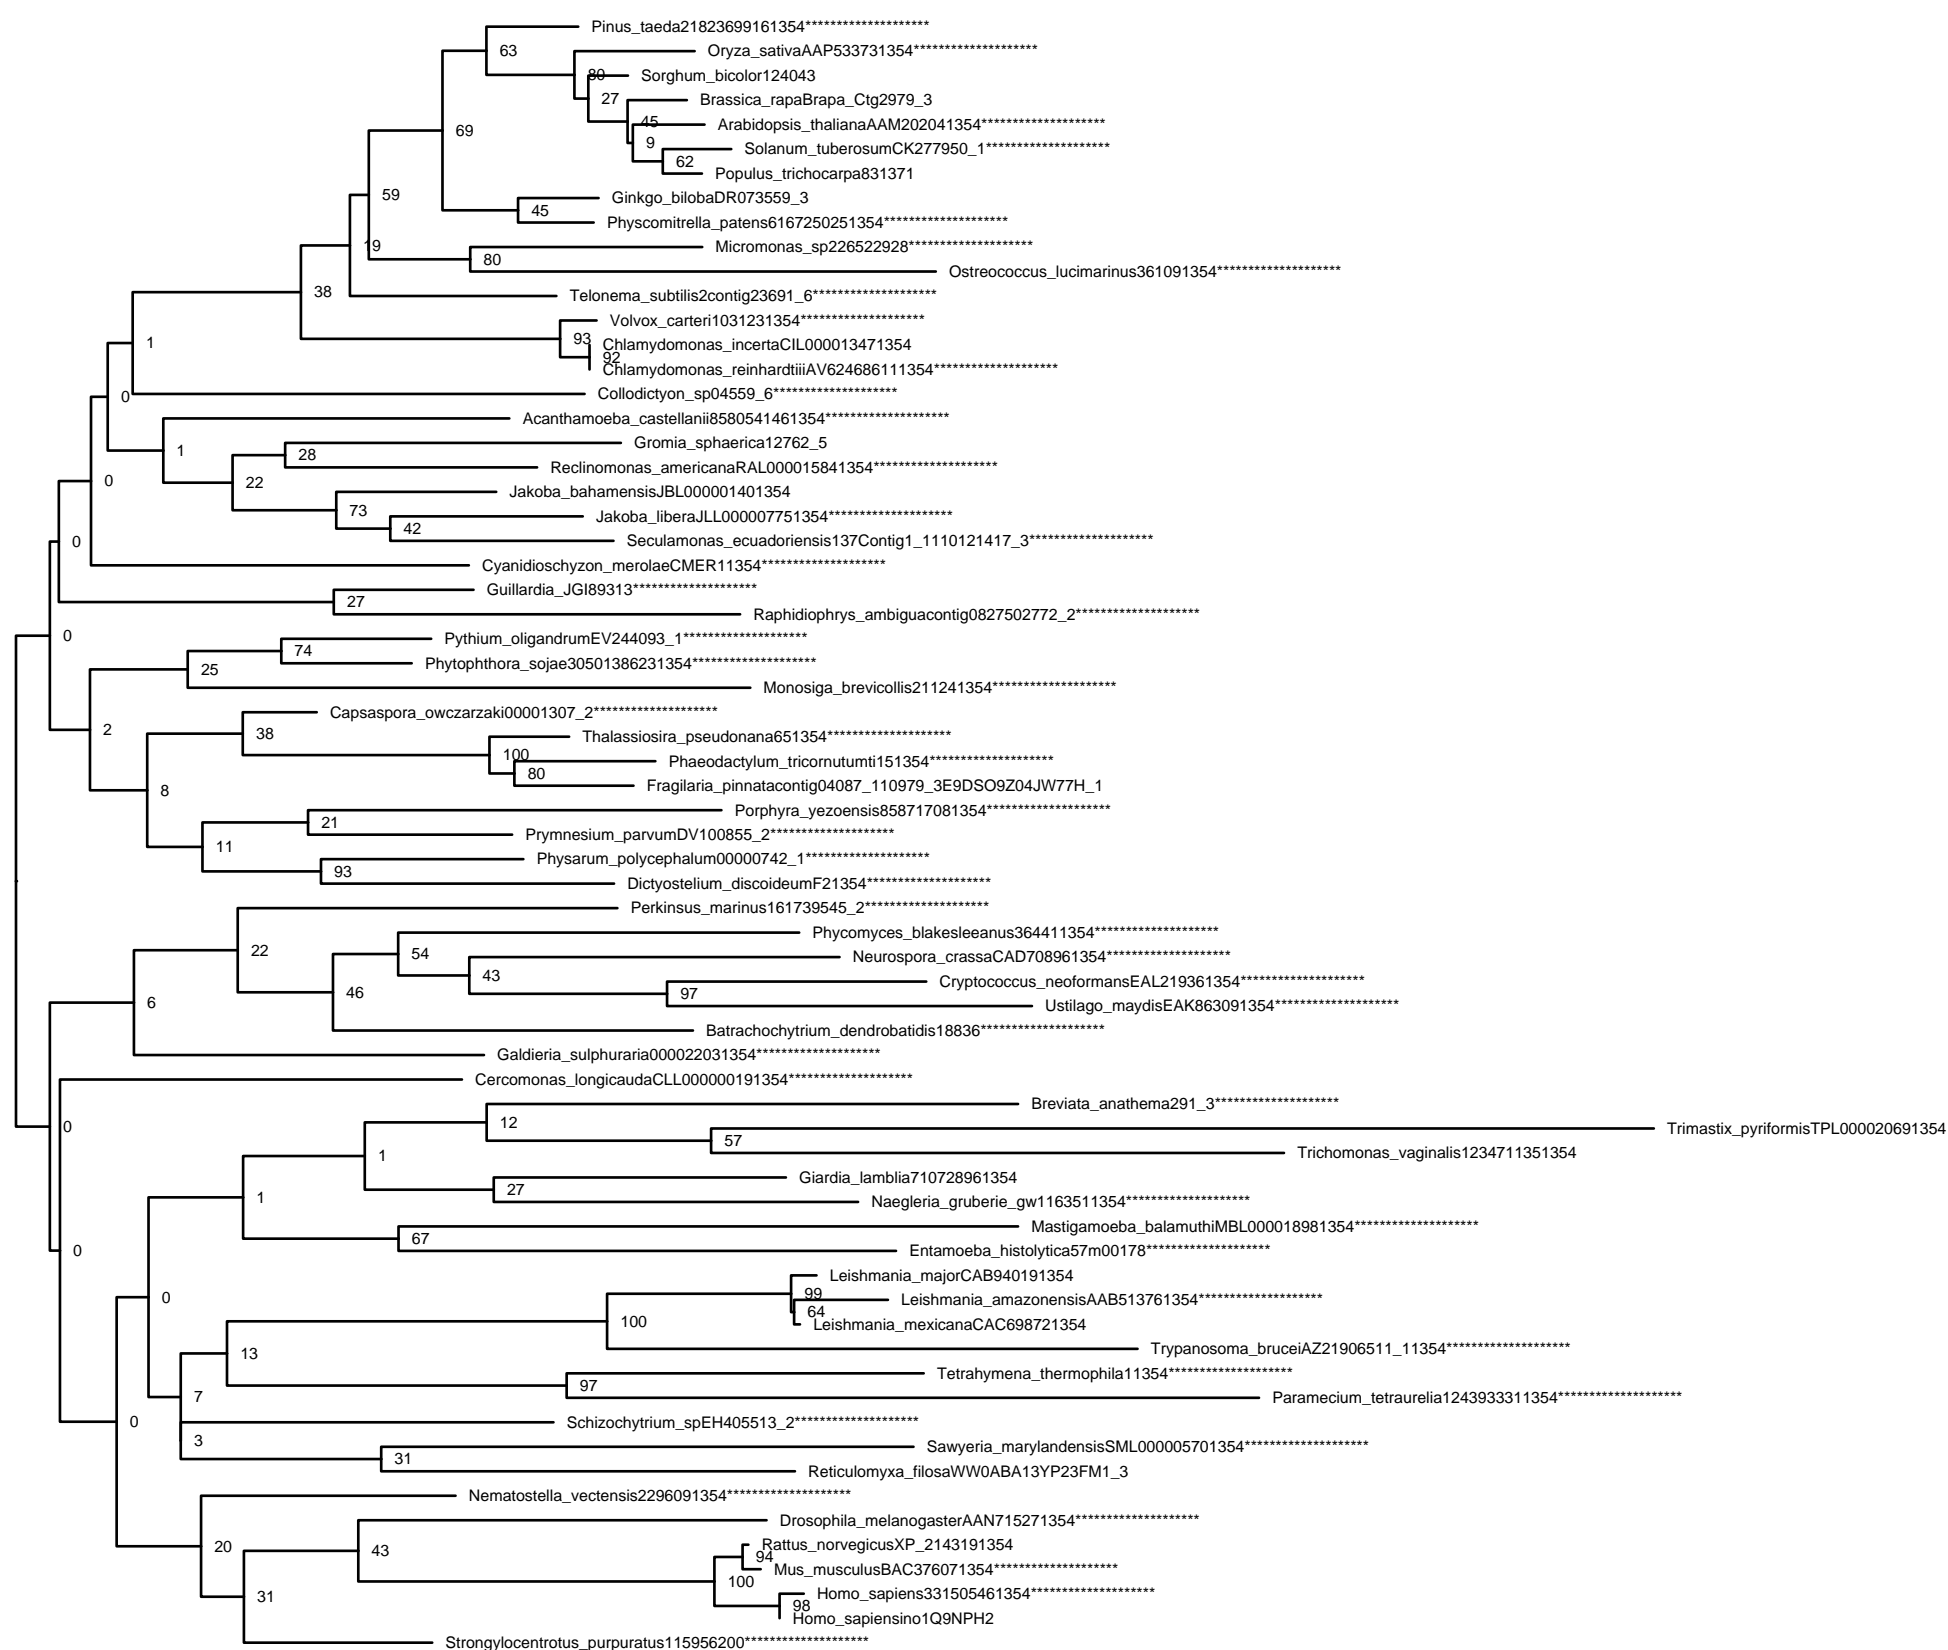 Pinus_taeda21823699161354********************
63
Oryza_sativaAAP533731354********************
80
Sorghum_bicolor124043
27
Brassica_rapaBrapa_Ctg2979_3
45
Arabidopsis_thalianaAAM202041354********************
69
9
Solanum_tuberosumCK277950_1********************
62
Populus_trichocarpa831371
59
Ginkgo_bilobaDR073559_3
45
Physcomitrella_patens6167250251354********************
19
Micromonas_sp226522928********************
80
Ostreococcus_lucimarinus361091354********************
38
Telonema_subtilis2contig23691_6********************
Volvox_carteri1031231354********************
93
1
Chlamydomonas_incertaCIL000013471354
92
Chlamydomonas_reinhardtiiiAV624686111354********************
0
Collodictyon_sp04559_6********************
Acanthamoeba_castellanii8580541461354********************
1
Gromia_sphaerica12762_5
28
Reclinomonas_americanaRAL000015841354********************
0
22
Jakoba_bahamensisJBL000001401354
73
Jakoba_liberaJLL000007751354********************
42
Seculamonas_ecuadoriensis137Contig1_1110121417_3********************
0
Cyanidioschyzon_merolaeCMER11354********************
Guillardia_JGI89313********************
27
Raphidiophrys_ambiguacontig0827502772_2********************
0
Pythium_oligandrumEV244093_1********************
74
Phytophthora_sojae30501386231354********************
25
Monosiga_brevicollis211241354********************
2
Capsaspora_owczarzaki00001307_2********************
38
Thalassiosira_pseudonana651354********************
100
Phaeodactylum_tricornutumti151354********************
80
Fragilaria_pinnatacontig04087_110979_3E9DSO9Z04JW77H_1
8
Porphyra_yezoensis858717081354********************
21
Prymnesium_parvumDV100855_2********************
11
Physarum_polycephalum00000742_1********************
93
Dictyostelium_discoideumF21354********************
Perkinsus_marinus161739545_2********************
22
Phycomyces_blakesleeanus364411354********************
54
Neurospora_crassaCAD708961354********************
43
Cryptococcus_neoformansEAL219361354********************
46
97
6
Ustilago_maydisEAK863091354********************
Batrachochytrium_dendrobatidis18836********************
Galdieria_sulphuraria000022031354********************
Cercomonas_longicaudaCLL000000191354********************
0
Breviata_anathema291_3********************
12
Trimastix_pyriformisTPL000020691354
57
Trichomonas_vaginalis1234711351354
1
Giardia_lamblia710728961354
27
1
Naegleria_gruberie_gw1163511354********************
Mastigamoeba_balamuthiMBL000018981354********************
67
0
Entamoeba_histolytica57m00178********************
Leishmania_majorCAB940191354
0
99
Leishmania_amazonensisAAB513761354********************
64
100
Leishmania_mexicanaCAC698721354
Trypanosoma_bruceiAZ21906511_11354********************
13
Tetrahymena_thermophila11354********************
97
7
Paramecium_tetraurelia1243933311354********************
0
Schizochytrium_spEH405513_2********************
3
Sawyeria_marylandensisSML000005701354********************
31
Reticulomyxa_filosaWW0ABA13YP23FM1_3
Nematostella_vectensis2296091354********************
20
Drosophila_melanogasterAAN715271354********************
43
Rattus_norvegicusXP_2143191354
94
Mus_musculusBAC376071354********************
100
31
Homo_sapiens331505461354********************
98
Homo_sapiensino1Q9NPH2
Strongylocentrotus_purpuratus115956200********************